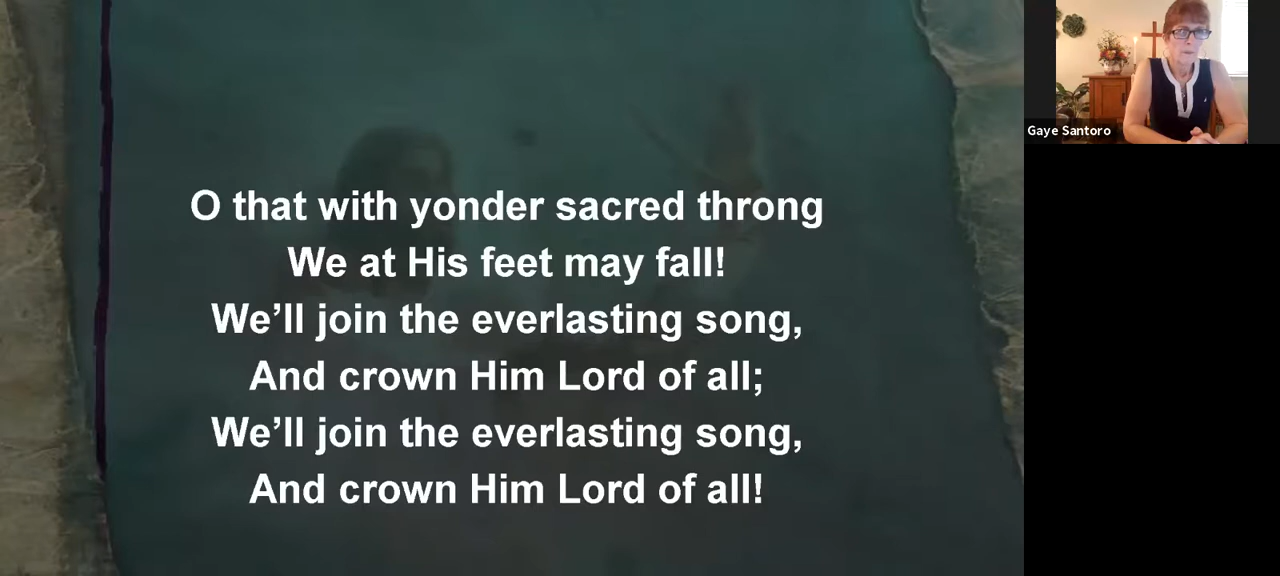 O that with yonder sacred throng
We at His feet may fall!
We’ll join the everlasting song,
And crown Him Lord of all;
We’ll join the everlasting song,
And crown Him Lord of all!
Gaye Santoro